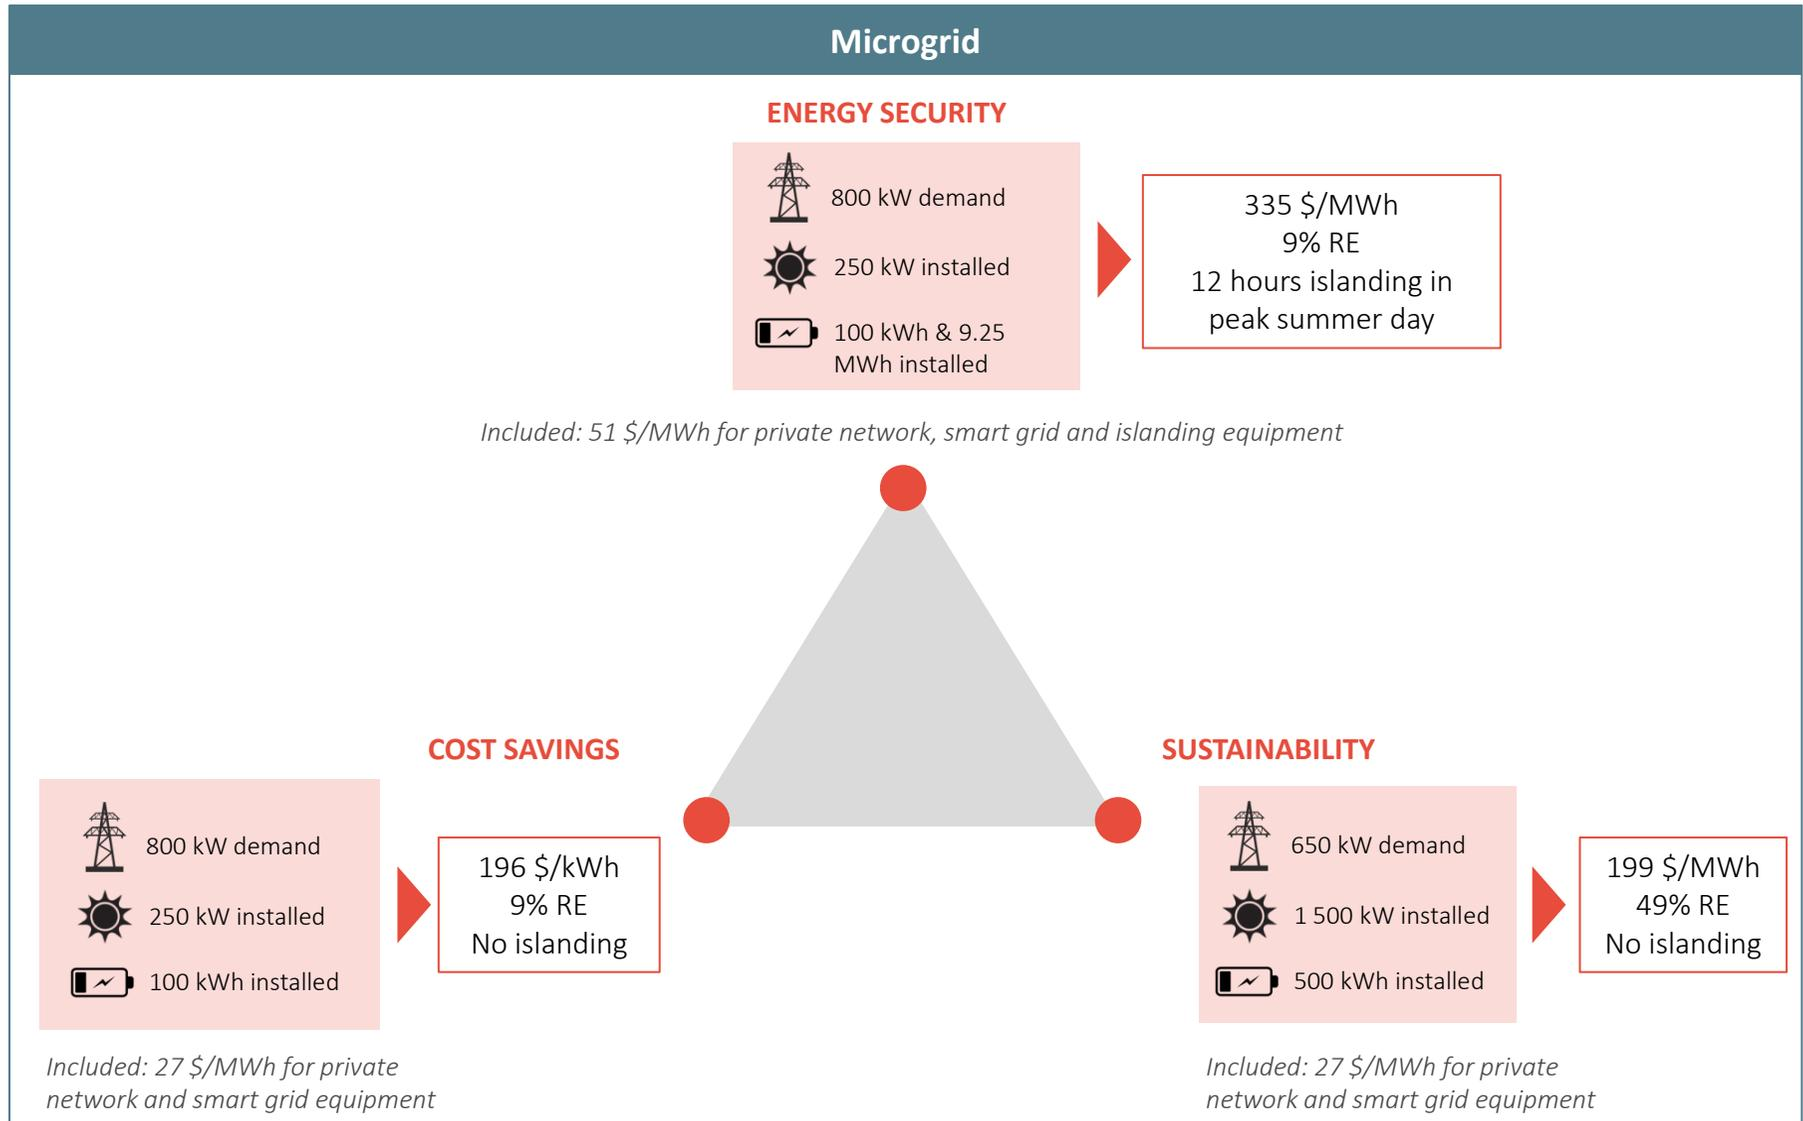 Microgrid
ENERGY SECURITY
800 kW demand
250 kW installed
100 kWh & 9.25
MWh installed
335 $/MWh
9% RE
12 hours islanding in
peak summer day
Included: 51 $/MWh for private network, smart grid and islanding equipment
COST SAVINGS
800 kW demand
250 kW installed
100 kWh installed
196 $/kWh
9% RE
No islanding
Included: 27 $/MWh for private
network and smart grid equipment
SUSTAINABILITY
650 kW demand
1 500 kW installed
500 kWh installed
199 $/MWh
49% RE
No islanding
Included: 27 $/MWh for private
network and smart grid equipment